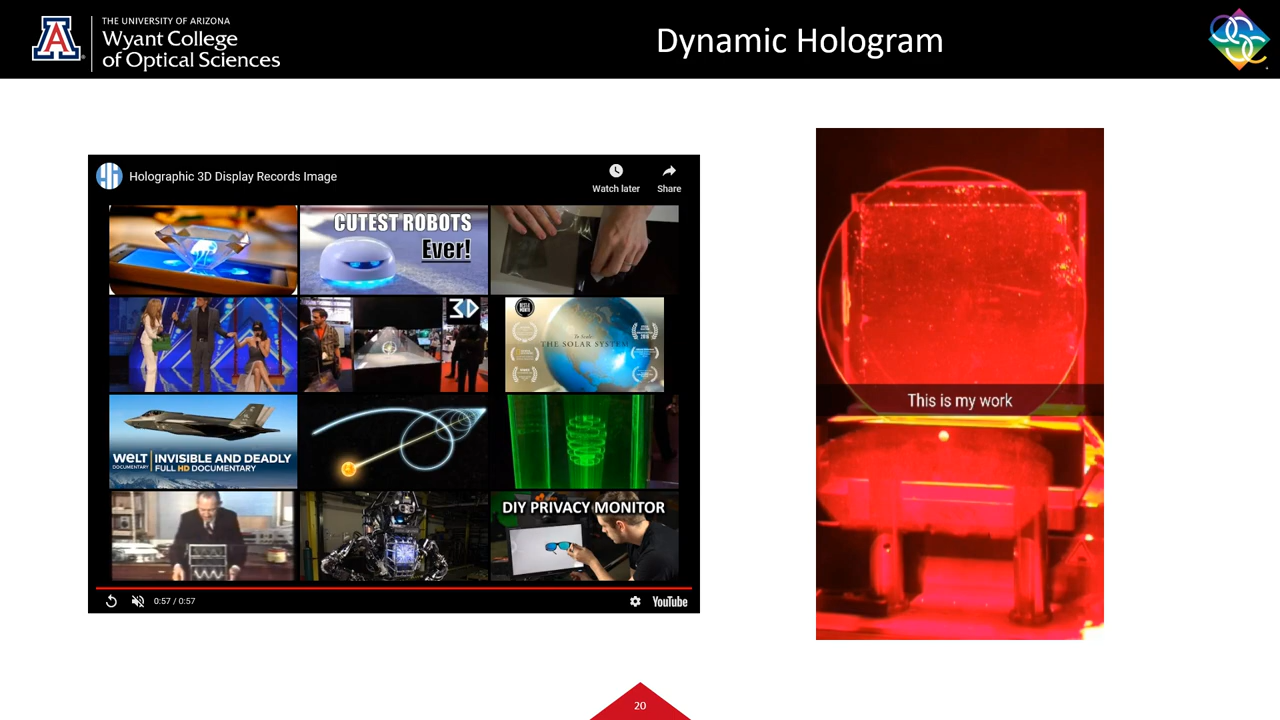 THE UNIVERSITY OF ARIZONA
Wyant College
of Optical Sciences
Dynamic Hologram
Holographic 3D Display Records Image
Watch later
Share
CUTEST ROBOTS
Ever!
3D
To Scale:
THE SOLAR SYSTEM
WELT
DOCUMENTARY
INVISIBLE AND DEADLY
FULL HD DOCUMENTARY
DIY PRIVACY MONITOR
0:57 / 0:57
YouTube
This is my work
20